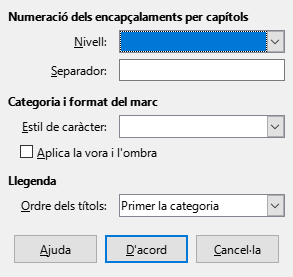 Numeració dels encapçalaments per capítols
Nivell:
Separador:
Categoria i format del marc
Estil de caràcter:
Aplica la vora i l'ombra
Llegenda
Ordre dels títols: Primer la categoria
Ajuda D'acord Cancel·la